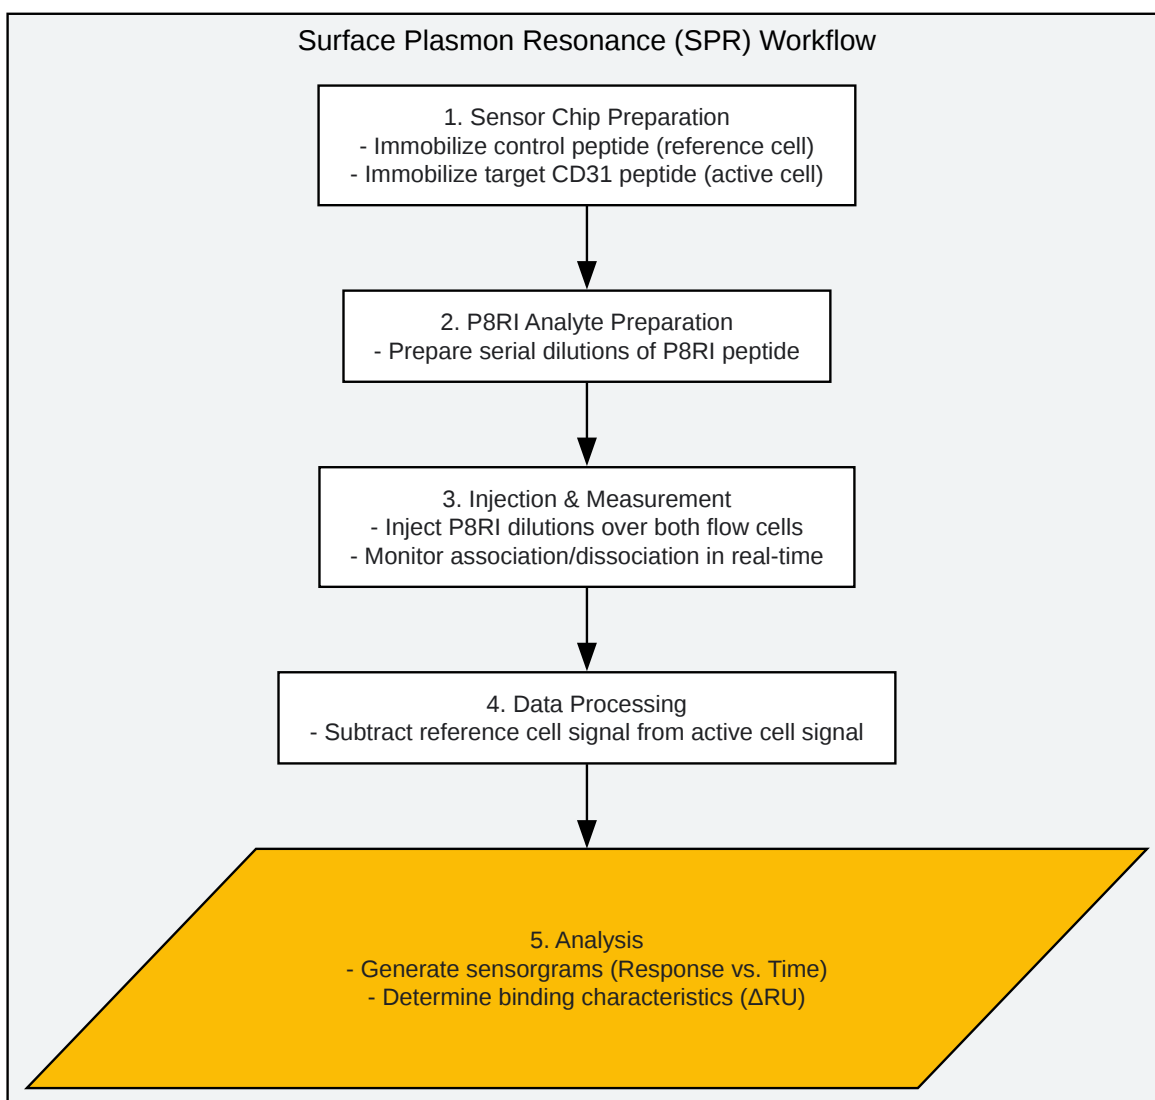 Surface Plasmon Resonance (SPR) Workflow
1. Sensor Chip Preparation
- Immobilize control peptide (reference cell)
- Immobilize target CD31 peptide (active cell)
2. P8RI Analyte Preparation
- Prepare serial dilutions of P8RI peptide
3. Injection & Measurement
- Inject P8RI dilutions over both flow cells
- Monitor association/dissociation in real-time
4. Data Processing
- Subtract reference cell signal from active cell signal
5. Analysis
- Generate sensorgrams (Response vs. Time)
- Determine binding characteristics (ΔRU)